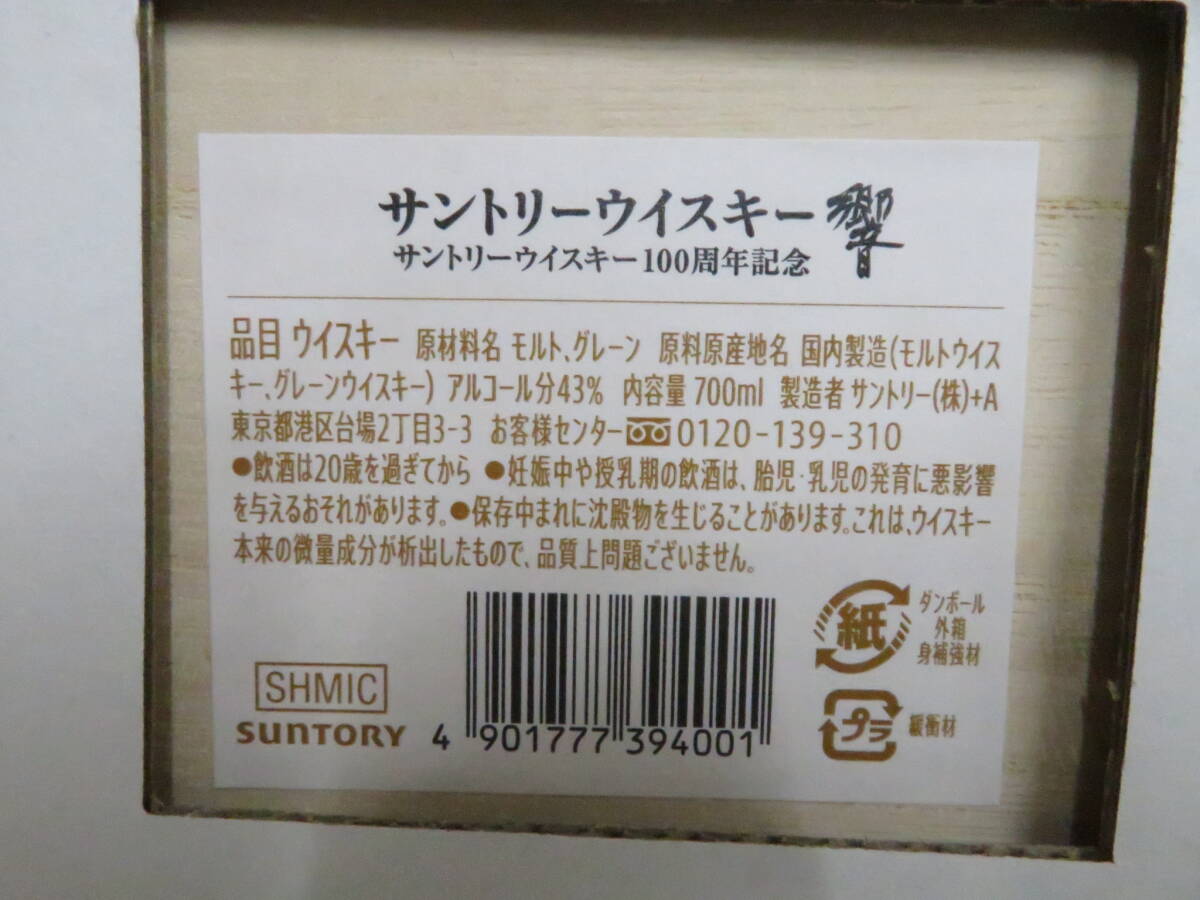 サントリーウイスキー響
サントリーウイスキー100周年記念
品目 ウイスキー 原材料名 モルト、グレーン 原料原産地名 国内製造(モルトウイス
キー、グレーンウイスキー) アルコール分43% 内容量 700ml 製造者 サントリー(株)+A
東京都港区台場2丁目3-3 お客様センター 0120-139-310
●飲酒は20歳を過ぎてから ●妊娠中や授乳期の飲酒は、胎児・乳児の発育に悪影響
を与えるおそれがあります。●保存中まれに沈殿物を生じることがあります。これは、ウイスキー
本来の微量成分が析出したもので、品質上問題ございません。
紙
ダンボール
外箱
身補強材
SHMIC
SUNTORY
4 901777 394001
プラ
緩衝材